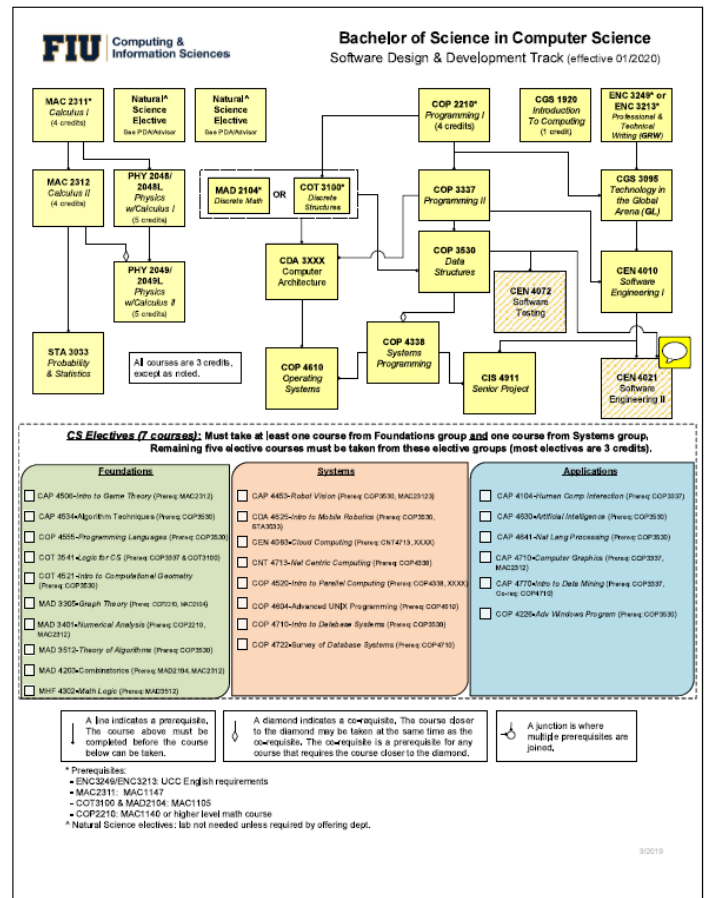 FIU
Computing &
Information Sciences
Bachelor of Science in Computer Science
Software Design & Development Track (effective 01/2020)
MAC 2311*
Calculus I
(4 credits)
Natural^
Science
Elective
See PDA/Advisor
Natural^
Science
Elective
See PDA/Advisor
COP 2210*
Programming I
(4 credits)
CGS 1920
Introduction
To Computing
(1 credit)
ENC 3249* or
ENC 3213*
Professional &
Technical
Writing (GRW)
MAC 2312
Calculus II
(4 credits)
PHY 2048/
2048L
Physics
w/Calculus I
(5 credits)
MAD 2104*
Discrete Math
OR
COT 3100*
Discrete
Structures
COP 3337
Programming II
CGS 3095
Technology in
the Global
Arena (GL)
PHY 2049/
2049L
Physics
w/Calculus II
(5 credits)
CDA 3XXX
Computer
Architecture
COP 3530
Data
Structures
CEN 4072
Software
Testing
CEN 4010
Software
Engineering I
STA 3033
Probability
& Statistics
All courses are 3 credits,
except as noted.
COP 4610
Operating
Systems
COP 4338
Systems
Programming
CIS 4911
Senior Project
CEN 4021
Software
Engineering II
CS Electives (7 courses): Must take at least one course from Foundations group and one course from Systems group,
Remaining five elective courses must be taken from these elective groups (most electives are 3 credits).
Foundations
CAP 4506-Intro to Game Theory (Prereq: MAC2312)
CAP 4534-Algorithm Techniques (Prereq: COP3530)
COP 4555-Programming Languages (Prereq: COP3530)
COT 3541-Logic for CS (Prereq: COP3337 & COT3100)
COT 4521-Intro to Computational Geometry
(Prereq: COP3530)
MAD 3305-Graph Theory (Prereq: COP2210, MAD2104)
MAD 3401-Numerical Analysis (Prereq: COP2210,
MAC2312)
MAD 3512-Theory of Algorithms (Prereq: COP3530)
MAD 4203-Combinatorics (Prereq: MAD2104, MAC2312)
MHF 4302-Math Logic (Prereq: MAD3512)
Systems
CAP 4453-Robot Vision (Prereq: COP3530, MAC23123)
CDA 4625-Intro to Mobile Robotics (Prereq: COP3530,
STA3033)
CEN 4083-Cloud Computing (Prereq: CNT4713, XXXX)
CNT 4713-Net Centric Computing (Prereq: COP4338)
COP 4520-Intro to Parallel Computing (Prereq: COP4338, XXXX)
COP 4604-Advanced UNIX Programming (Prereq: COP4610)
COP 4710-Intro to Database Systems (Prereq: COP3530)
COP 4722-Survey of Database Systems (Prereq: COP4710)
Applications
CAP 4104-Human Comp Interaction (Prereq: COP3337)
CAP 4630-Artificial Intelligence (Prereq: COP3530)
CAP 4641-Nat Lang Processing (Prereq: COP3530)
CAP 4710-Computer Graphics (Prereq: COP3337,
MAC2312)
CAP 4770-Intro to Data Mining (Prereq: COP3337,
Co-req: COP4710)
COP 4226-Adv Windows Program (Prereq: COP3530)
A line indicates a prerequisite.
The course above must be
completed before the course
below can be taken.
A diamond indicates a co-requisite. The course closer
to the diamond may be taken at the same time as the
co-requisite. The co-requisite is a prerequisite for any
course that requires the course closer to the diamond.
A junction is where
multiple prerequisites are
joined.
* Prerequisites:
- ENC3249/ENC3213: UCC English requirements
- MAC2311: MAC1147
- COT3100 & MAD2104: MAC1105
- COP2210: MAC1140 or higher level math course
^ Natural Science electives: lab not needed unless required by offering dept.
3/2019